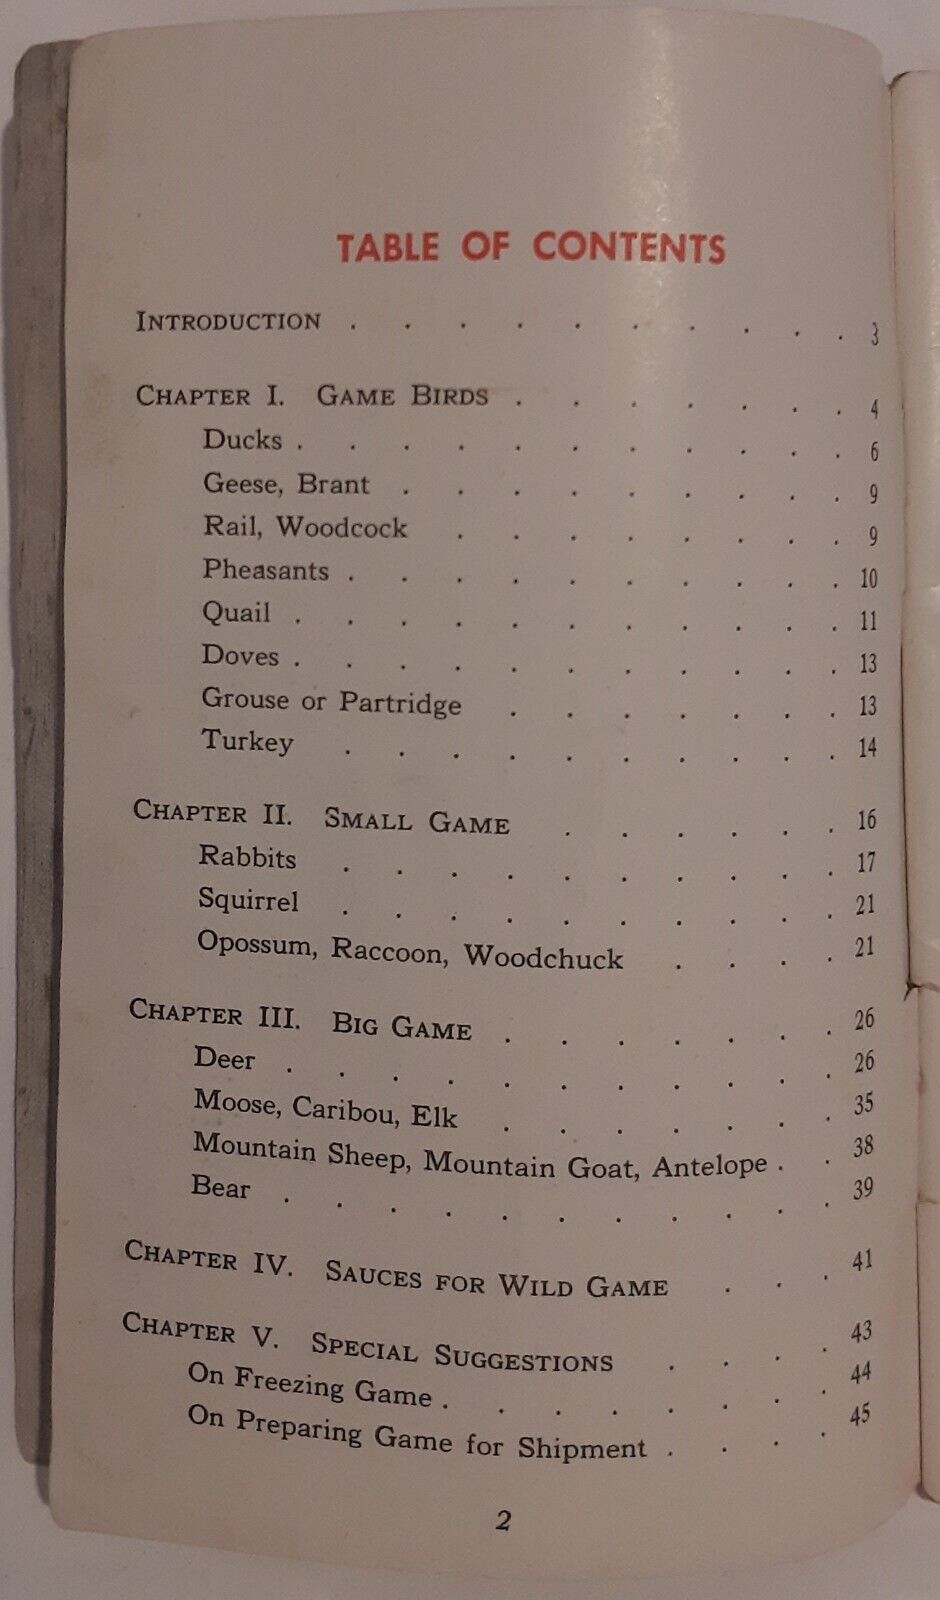 TABLE OF CONTENTS
INTRODUCTION . . . . . . . . . . 3
CHAPTER I. GAME BIRDS . . . . . . . 4
Ducks . . . . . . . . . . . 6
Geese, Brant . . . . . . . . . 9
Rail, Woodcock . . . . . . . . 9
Pheasants . . . . . . . . . . 10
Quail . . . . . . . . . . . 11
Doves . . . . . . . . . . . 13
Grouse or Partridge . . . . . . . 13
Turkey . . . . . . . . . . 14
CHAPTER II. SMALL GAME . . . . . . 16
Rabbits . . . . . . . . . . 17
Squirrel . . . . . . . . . . 21
Opossum, Raccoon, Woodchuck . . . . 21
CHAPTER III. BIG GAME . . . . . . . 26
Deer . . . . . . . . . . . 26
Moose, Caribou, Elk . . . . . . . 35
Mountain Sheep, Mountain Goat, Antelope . . 38
Bear . . . . . . . . . . . 39
CHAPTER IV. SAUCES FOR WILD GAME . . . 41
CHAPTER V. SPECIAL SUGGESTIONS . . . . 43
On Freezing Game . . . . . . . . 44
On Preparing Game for Shipment . . . . 45
2